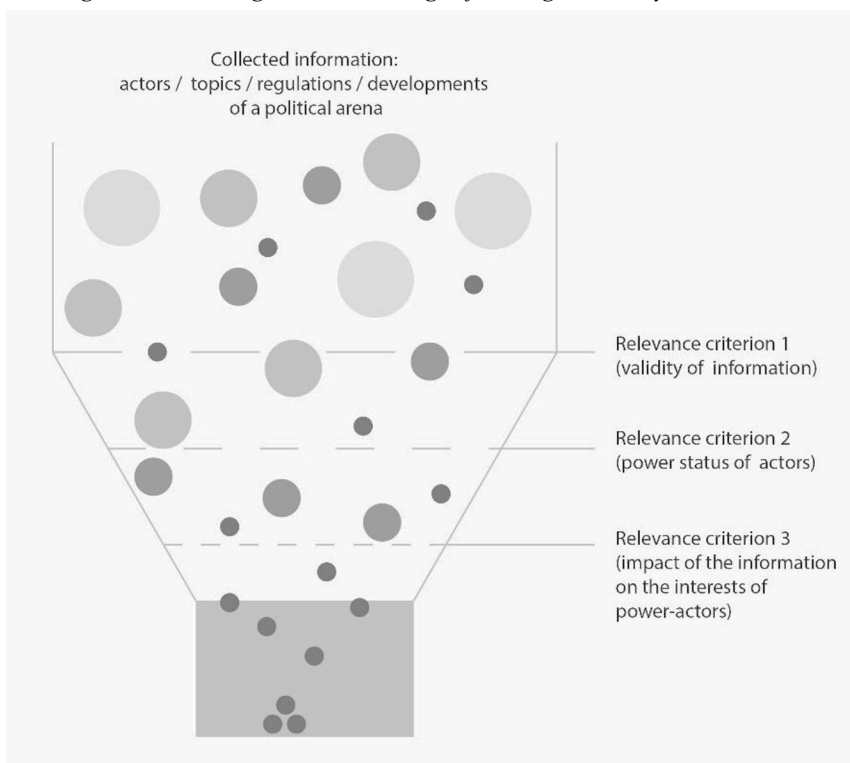 Collected information:
actors / topics / regulations / developments
of a political arena
Relevance criterion 1
(validity of information)
Relevance criterion 2
(power status of actors)
Relevance criterion 3
(impact of the information
on the interests of
power-actors)